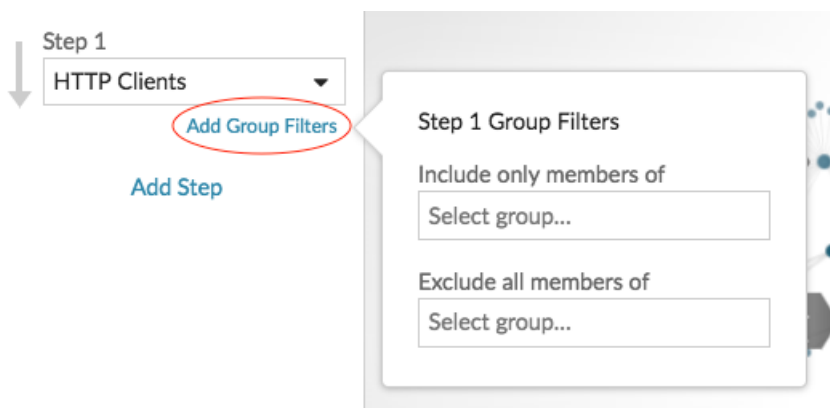 Step 1
HTTP Clients
Add Group Filters
Add Step
Step 1 Group Filters
Include only members of
Select group...
Exclude all members of
Select group...